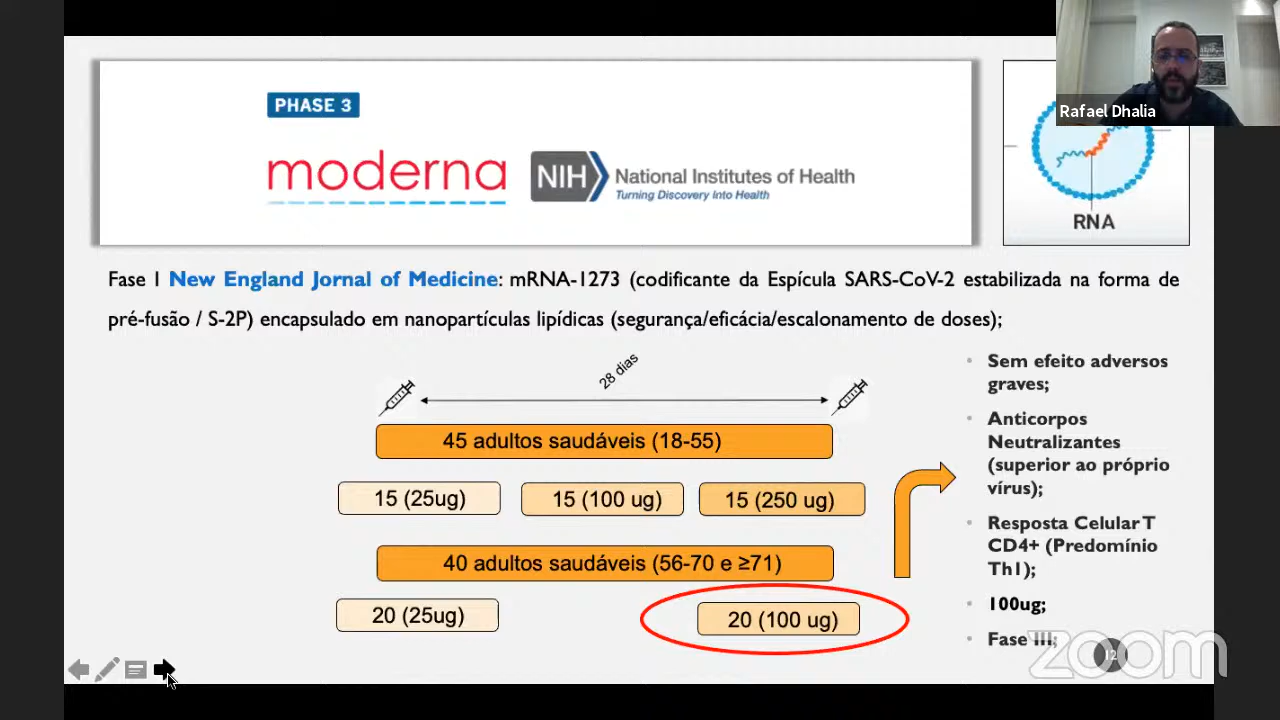 Rafael Dhalia
PHASE 3
moderna
NIH National Institutes of Health
Turning Discovery Into Health
RNA
Fase I New England Jornal of Medicine: mRNA-1273 (codificante da Espícula SARS-CoV-2 estabilizada na forma de
pré-fusão / S-2P) encapsulado em nanopartículas lipídicas (segurança/eficácia/escalonamento de doses);
28 dias
45 adultos saudáveis (18-55)
15 (25ug)
15 (100 ug)
15 (250 ug)
40 adultos saudáveis (56-70 e ≥71)
20 (25ug)
20 (100 ug)
• Sem efeito adversos
graves;
• Anticorpos
Neutralizantes
(superior ao próprio
vírus);
• Resposta Celular T
CD4+ (Predomínio
Th1);
• 100ug;
• Fase III;
zoom
12